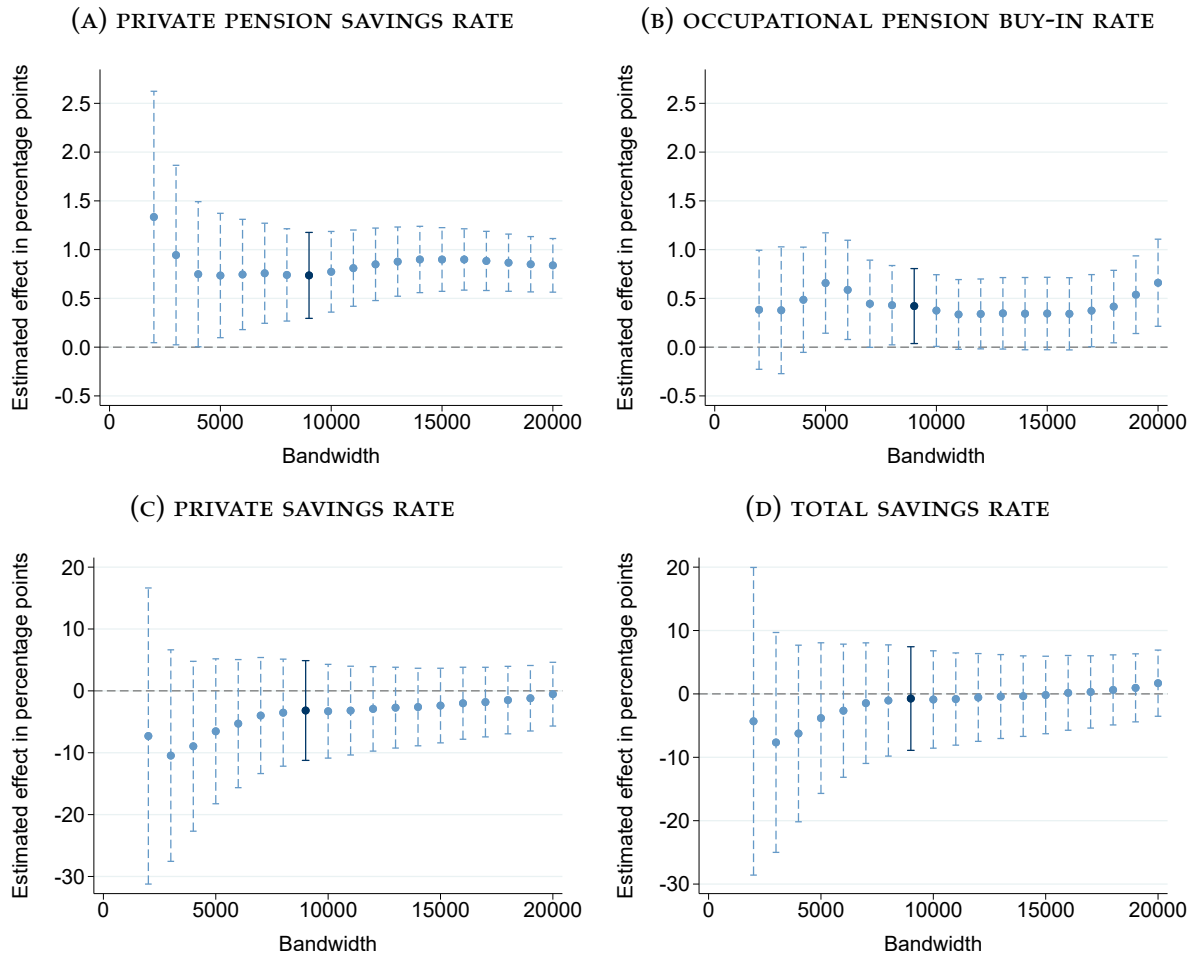 (A) PRIVATE PENSION SAVINGS RATE
Estimated effect in percentage points
2.5
2.0
1.5
1.0
0.5
0.0
-0.5
0 5000 10000 15000 20000
Bandwidth
(B) OCCUPATIONAL PENSION BUY-IN RATE
Estimated effect in percentage points
2.5
2.0
1.5
1.0
0.5
0.0
-0.5
0 5000 10000 15000 20000
Bandwidth
(C) PRIVATE SAVINGS RATE
Estimated effect in percentage points
20
10
0
-10
-20
-30
0 5000 10000 15000 20000
Bandwidth
(D) TOTAL SAVINGS RATE
Estimated effect in percentage points
20
10
0
-10
-20
-30
0 5000 10000 15000 20000
Bandwidth